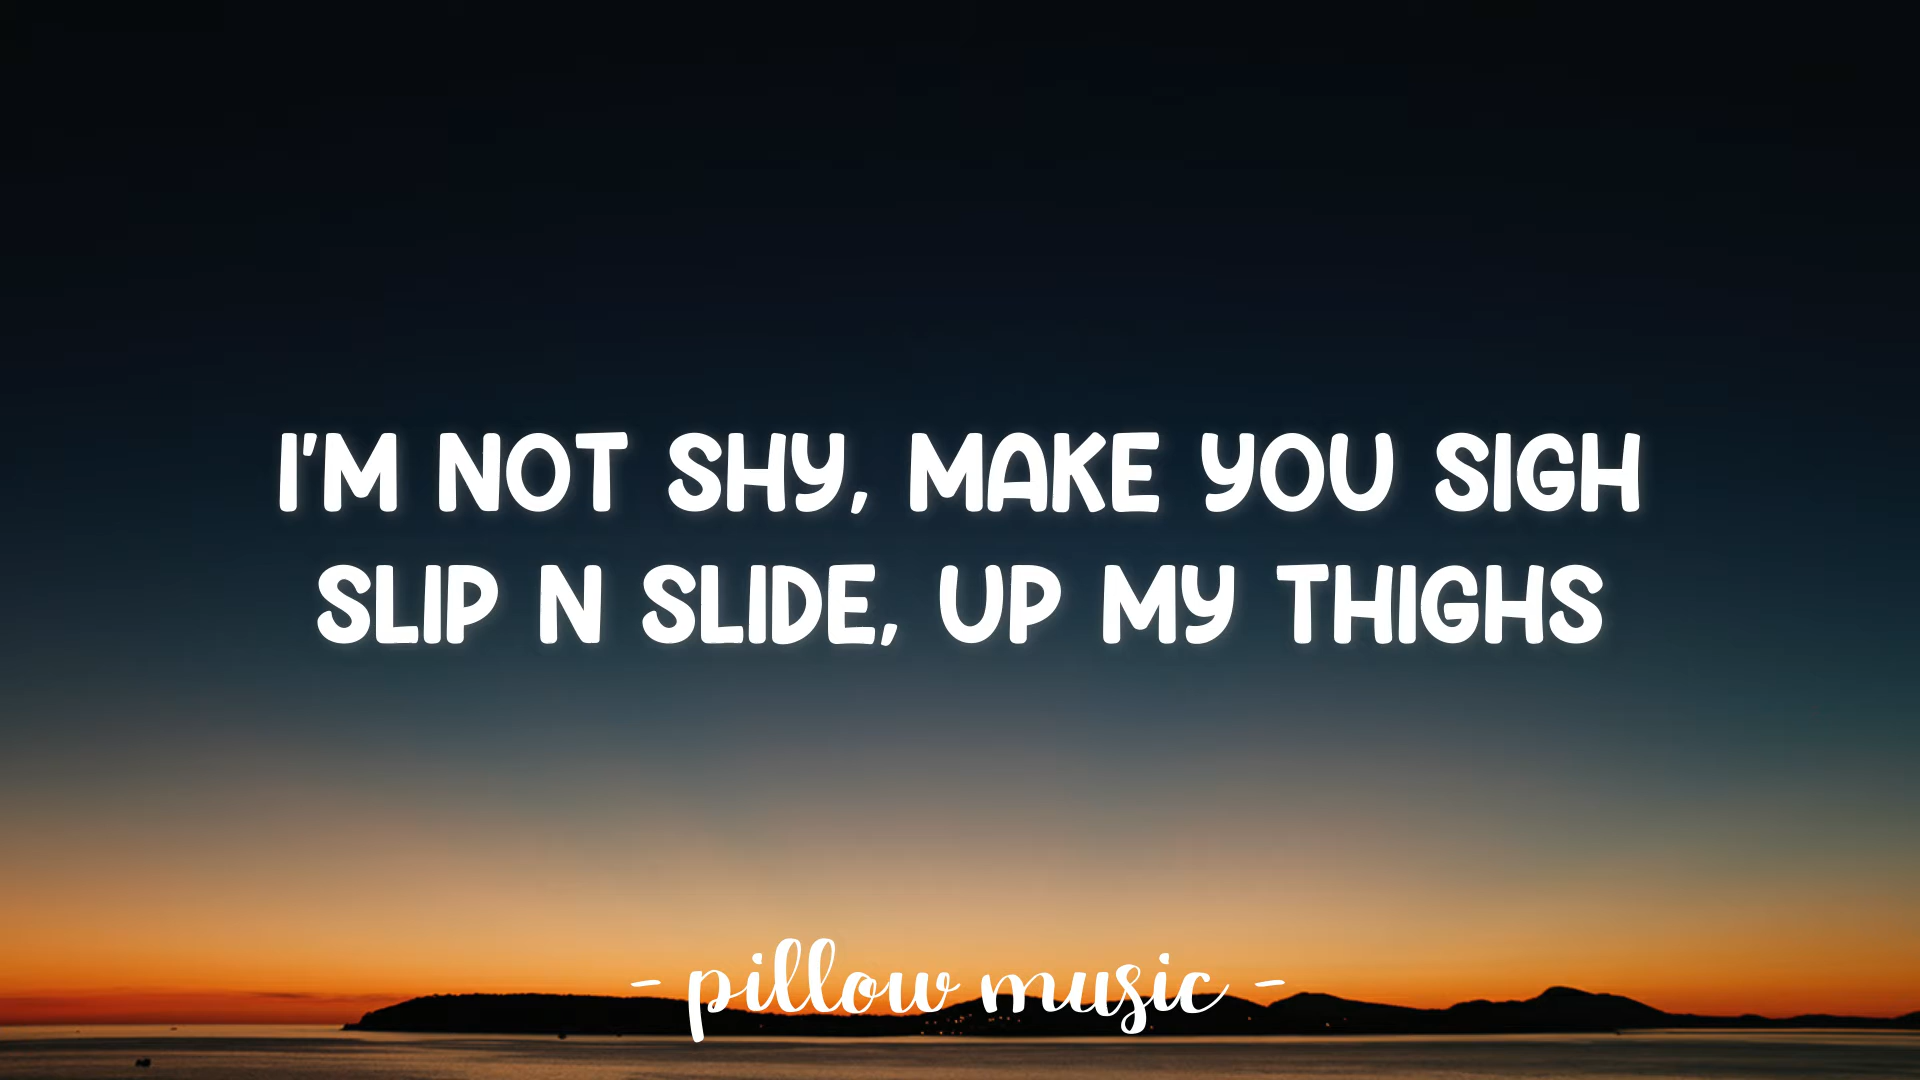 I'M NOT SHY, MAKE YOU SIGH
SLIP N SLIDE, UP MY THIGHS
- pillow music -